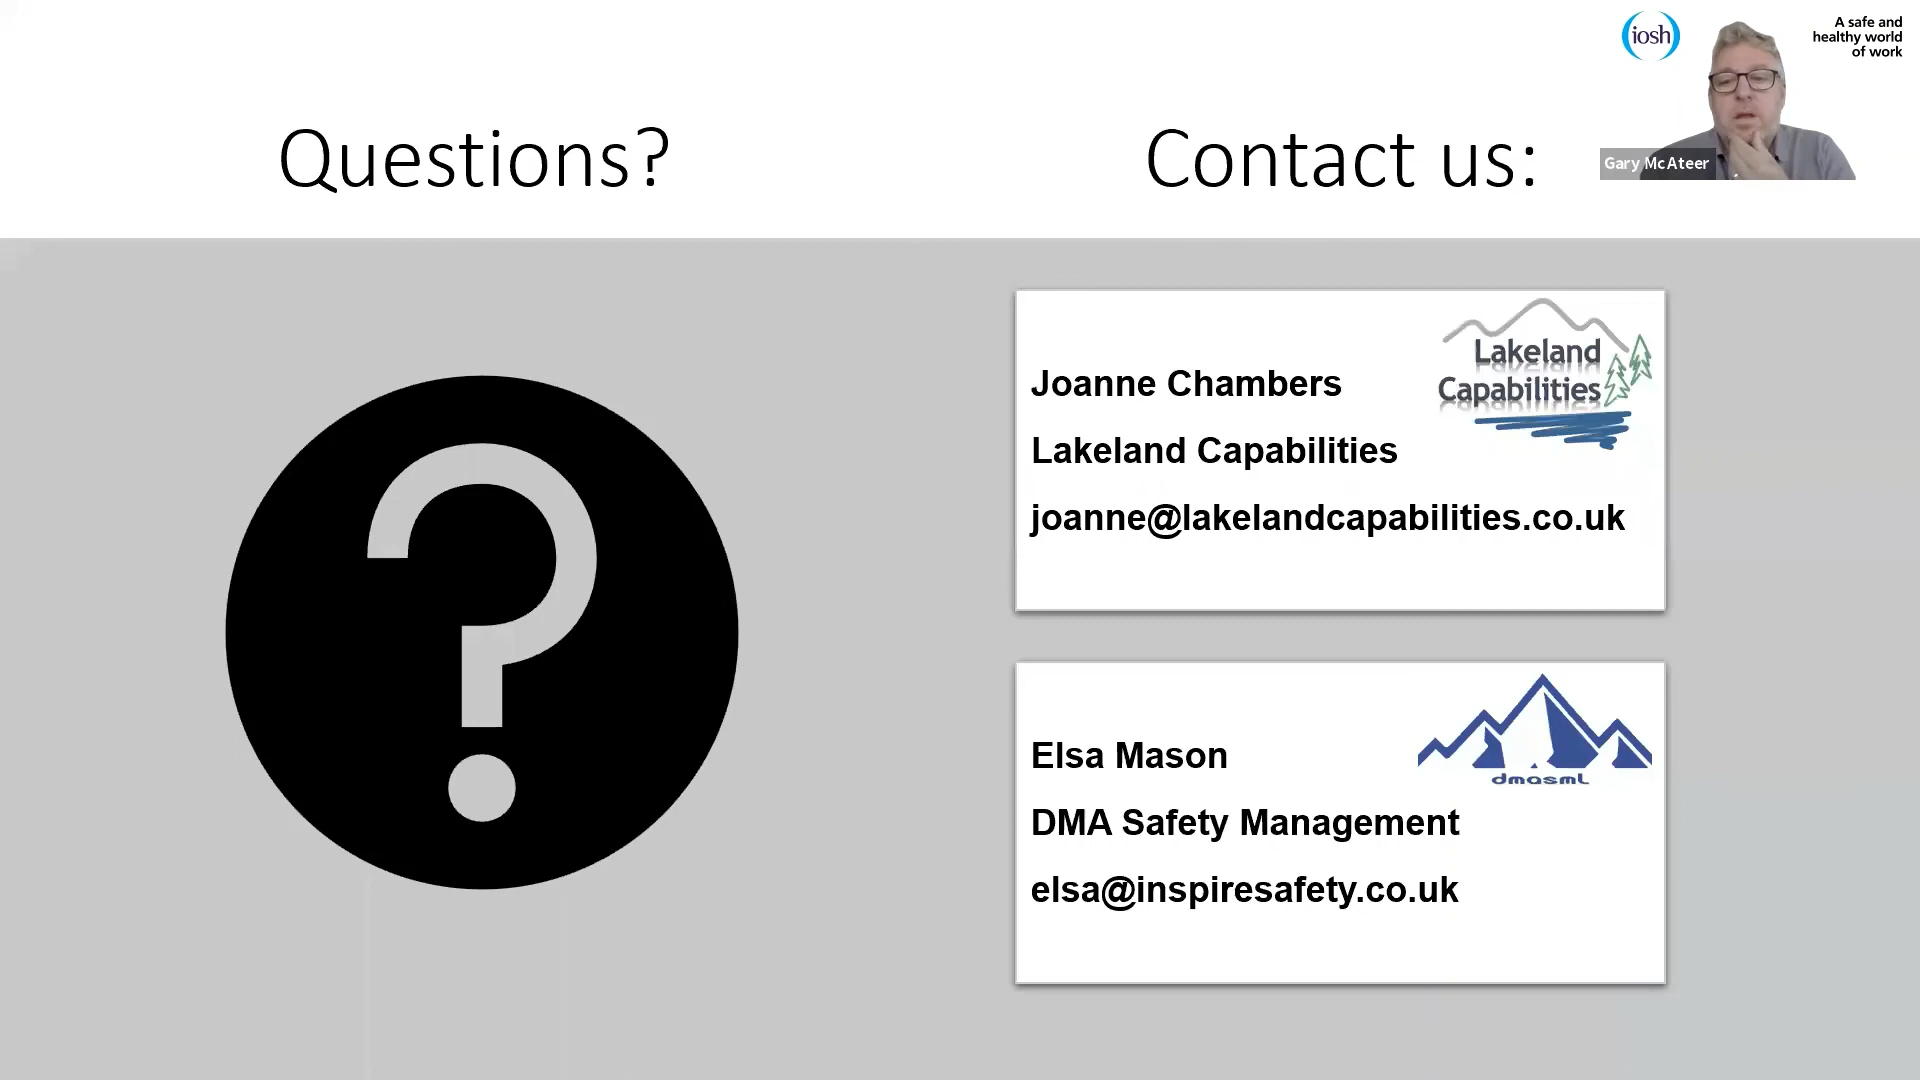 iosh
A safe and
healthy world
of work
Gary McAteer
Questions?
Contact us:
Lakeland
Capabilities
Joanne Chambers
Lakeland Capabilities
joanne@lakelandcapabilities.co.uk
dmasml
Elsa Mason
DMA Safety Management
elsa@inspiresafety.co.uk